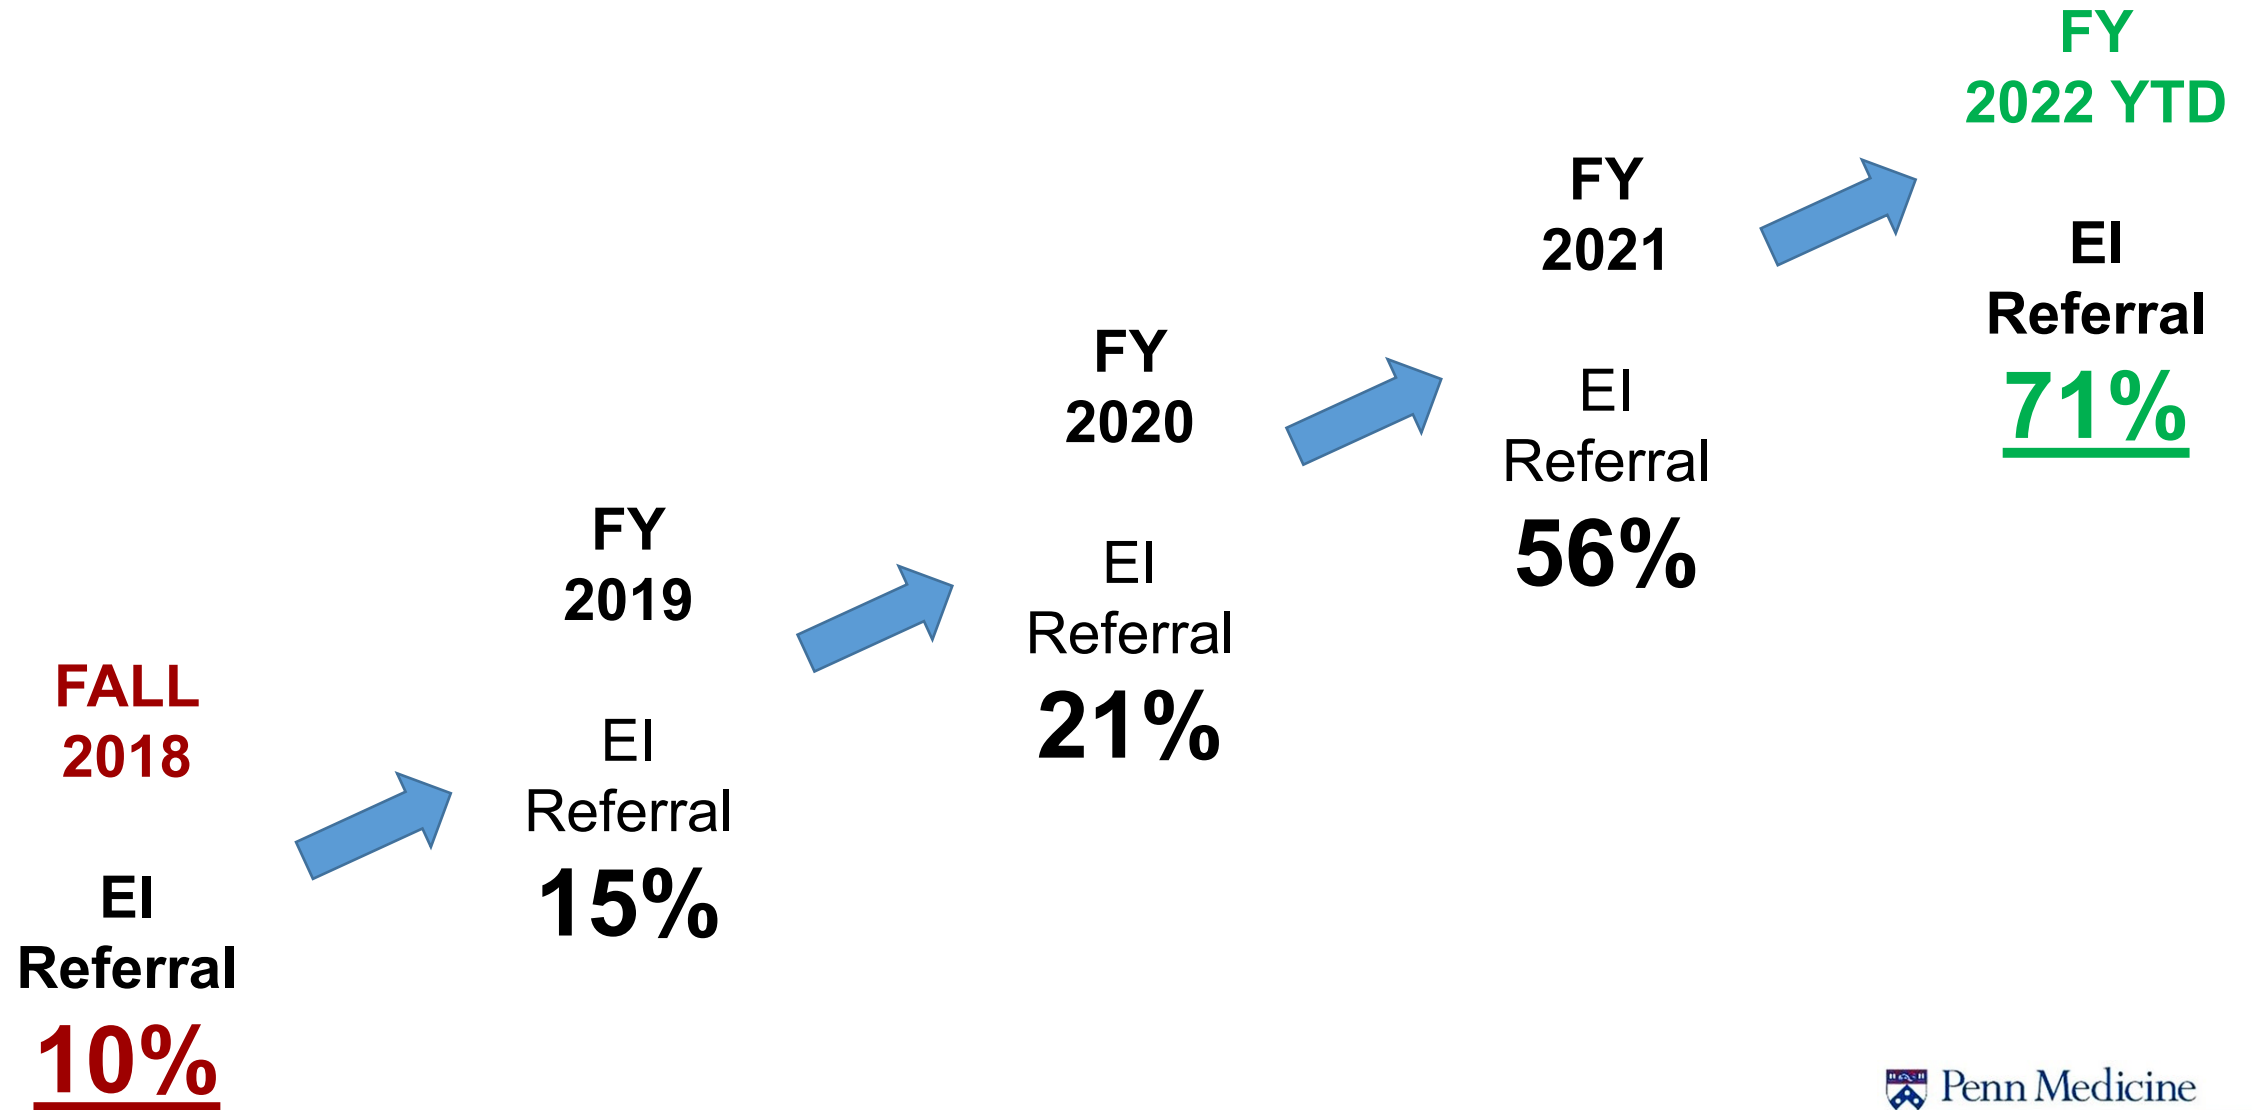 FALL
2018
EI
Referral
10%
FY
2019
EI
Referral
15%
FY
2020
EI
Referral
21%
FY
2021
EI
Referral
56%
FY
2022 YTD
EI
Referral
71%
Penn Medicine